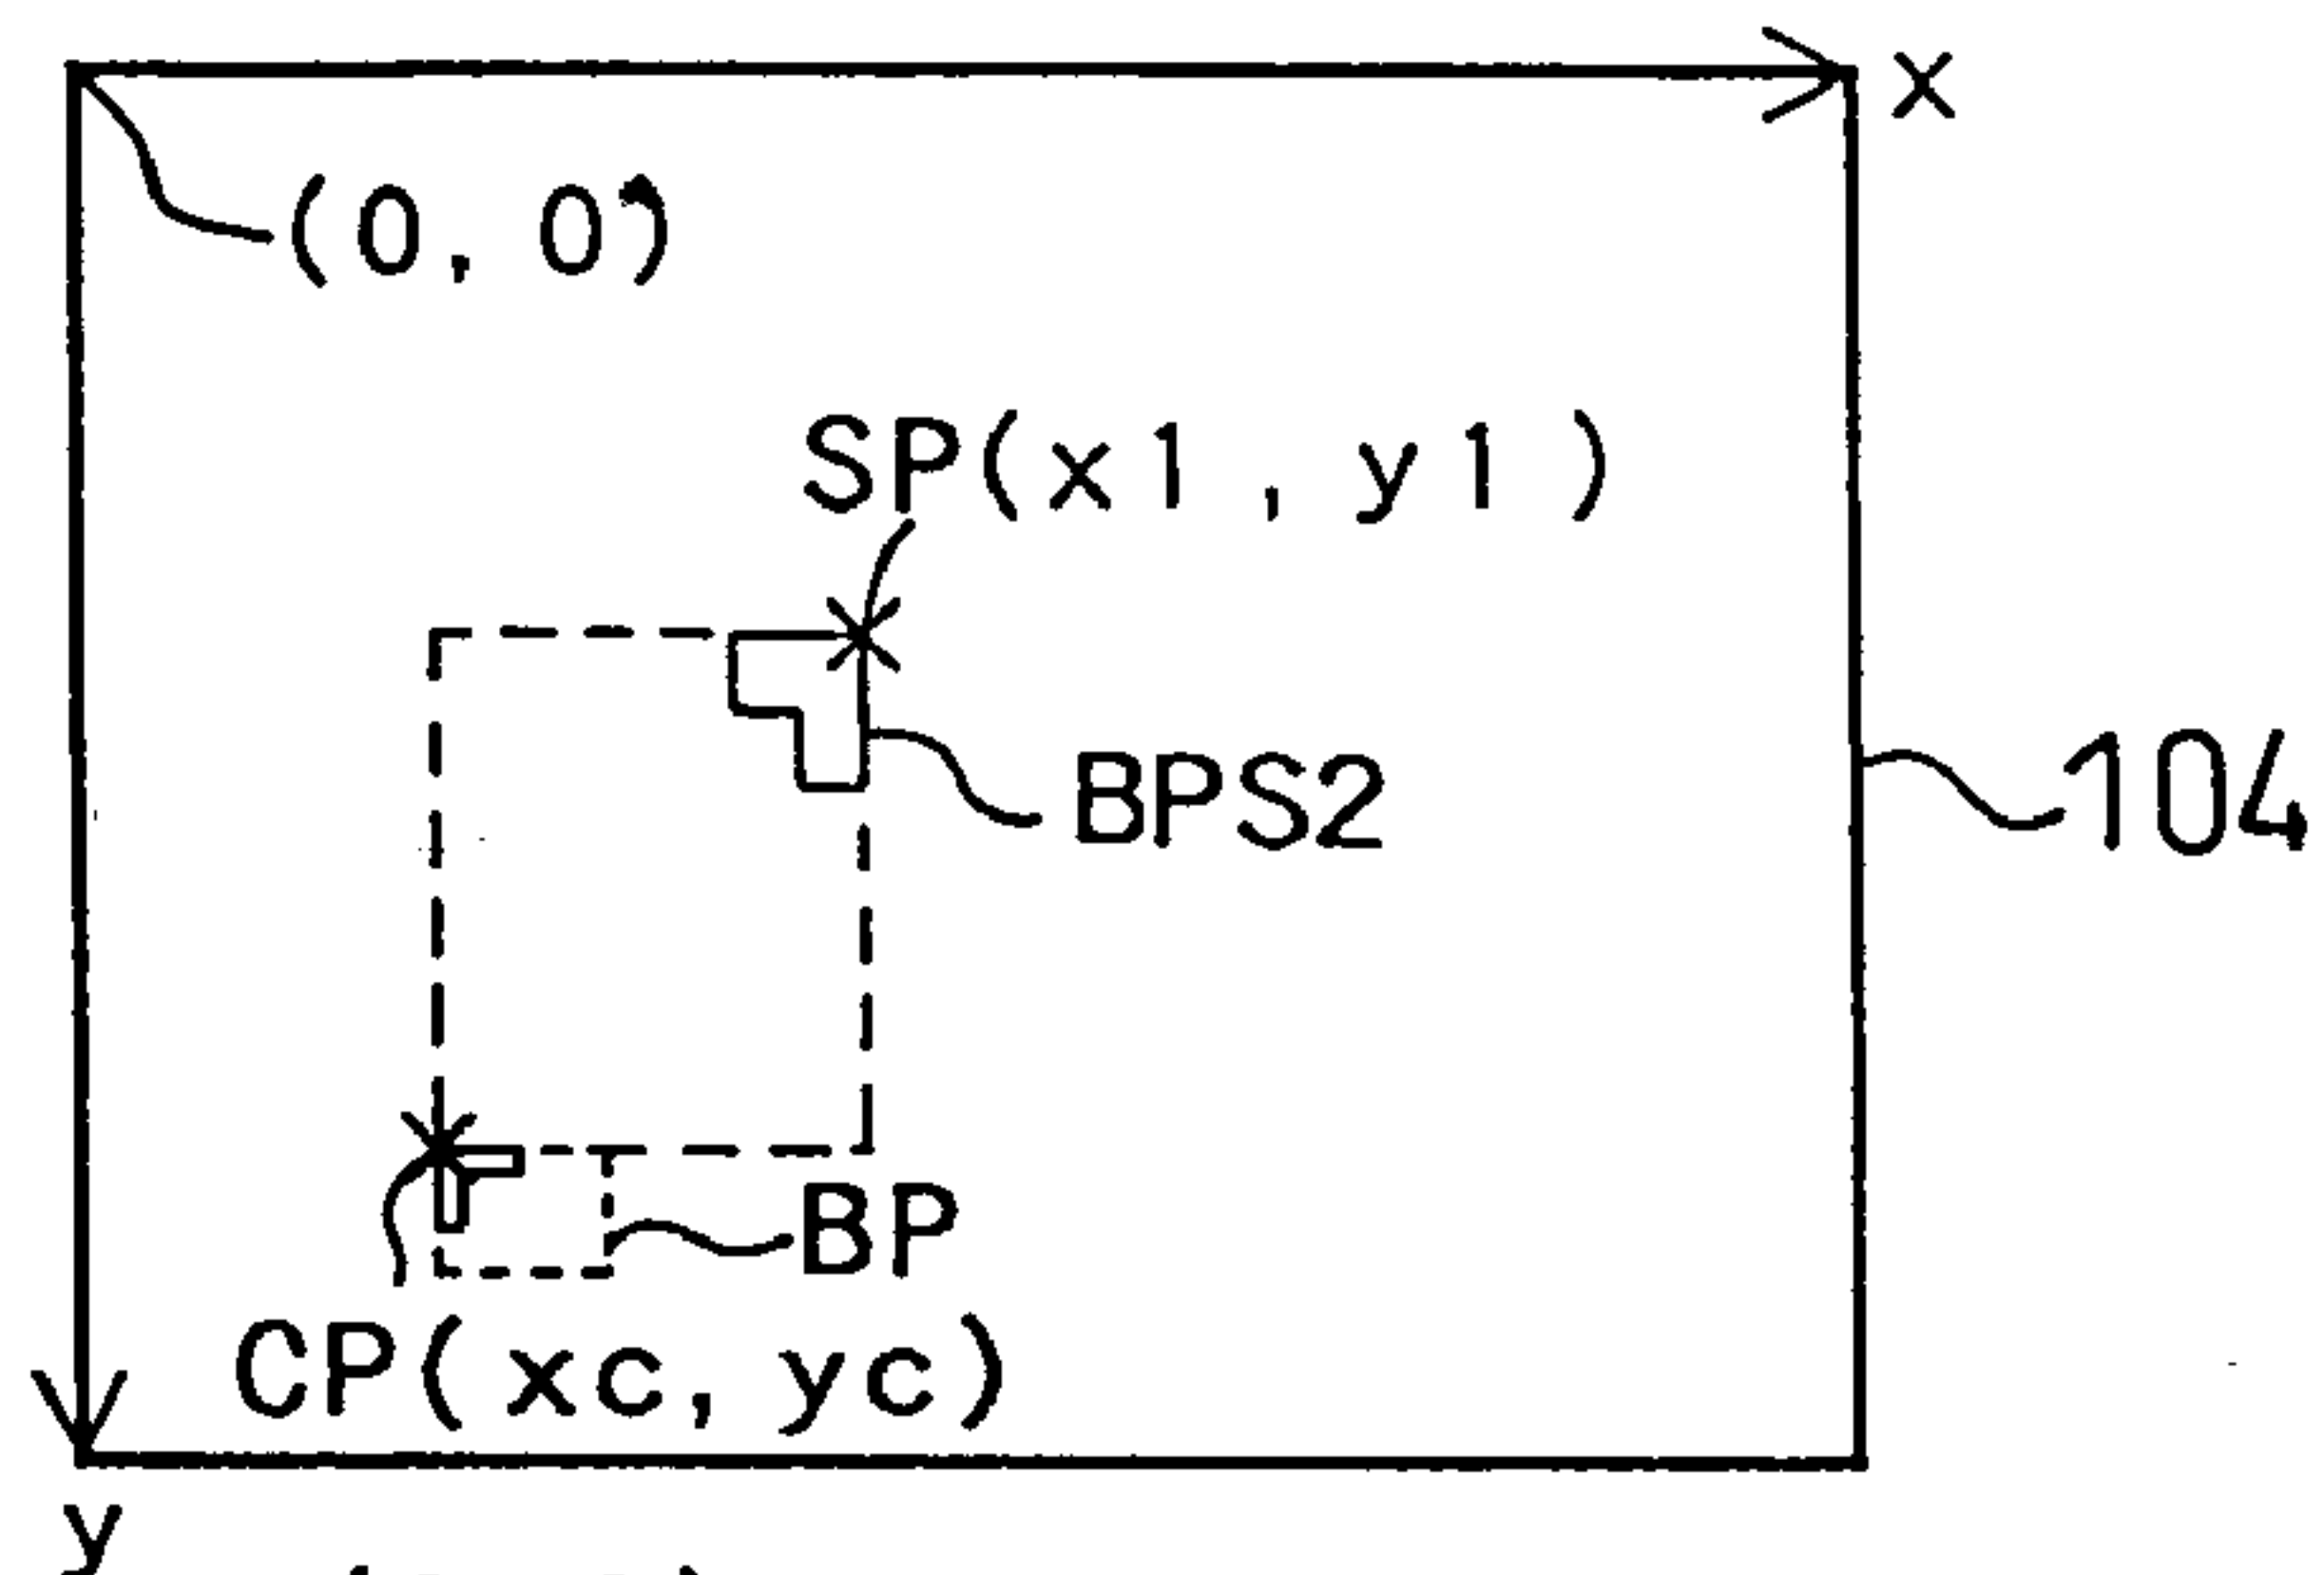 x
(0, 0)
SP(x1, y1)
BPS2
104
BP
CP(xc, yc)
y